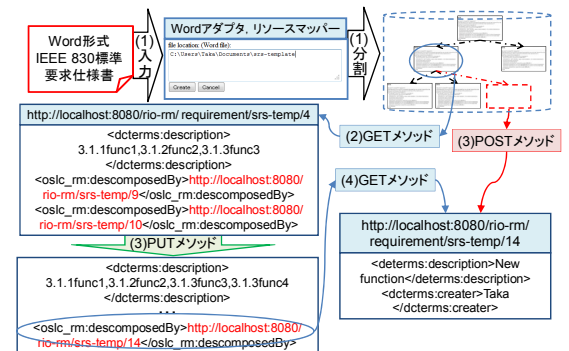 Word形式
IEEE 830標準
要求仕様書
(1)
入
力
Wordアダプタ, リソースマッパー
file location: (Word file):
C:\Users\Taka\Documents\srs-template
Create Cancel
(1)
分
割
http://localhost:8080/rio-rm/ requirement/srs-temp/4
<dcterms:description>
3.1.1func1,3.1.2func2,3.1.3func3
</dcterms:description>
<oslc_rm:descomposedBy>http://localhost:8080/
rio-rm/srs-temp/9</oslc_rm:descomposedBy>
<oslc_rm:descomposedBy>http://localhost:8080/
rio-rm/srs-temp/10</oslc_rm:descomposedBy>
(2)GETメソッド
(3)POSTメソッド
(4)GETメソッド
(3)PUTメソッド
<dcterms:description>
3.1.1func1,3.1.2func2,3.1.3func3,3.1.3func4
</dcterms:description>
...
<oslc_rm:descomposedBy>http://localhost:8080/
rio-rm/srs-temp/14</oslc_rm:descomposedBy>
http://localhost:8080/rio-rm/
requirement/srs-temp/14
<determs:description>New
function</determs:description>
<dcterms:creater>Taka
</dcterms:creater>